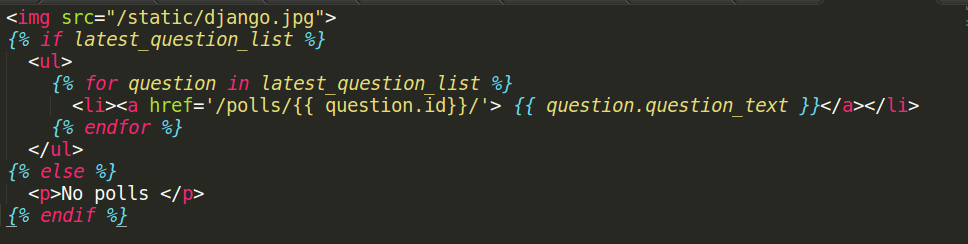 <img src="/static/django.jpg">
{% if latest_question_list %}
<ul>
{% for question in latest_question_list %}
<li><a href='/polls/{{ question.id}}/'> {{ question.question_text }}</a></li>
{% endfor %}
</ul>
{% else %}
<p>No polls </p>
{% endif %}